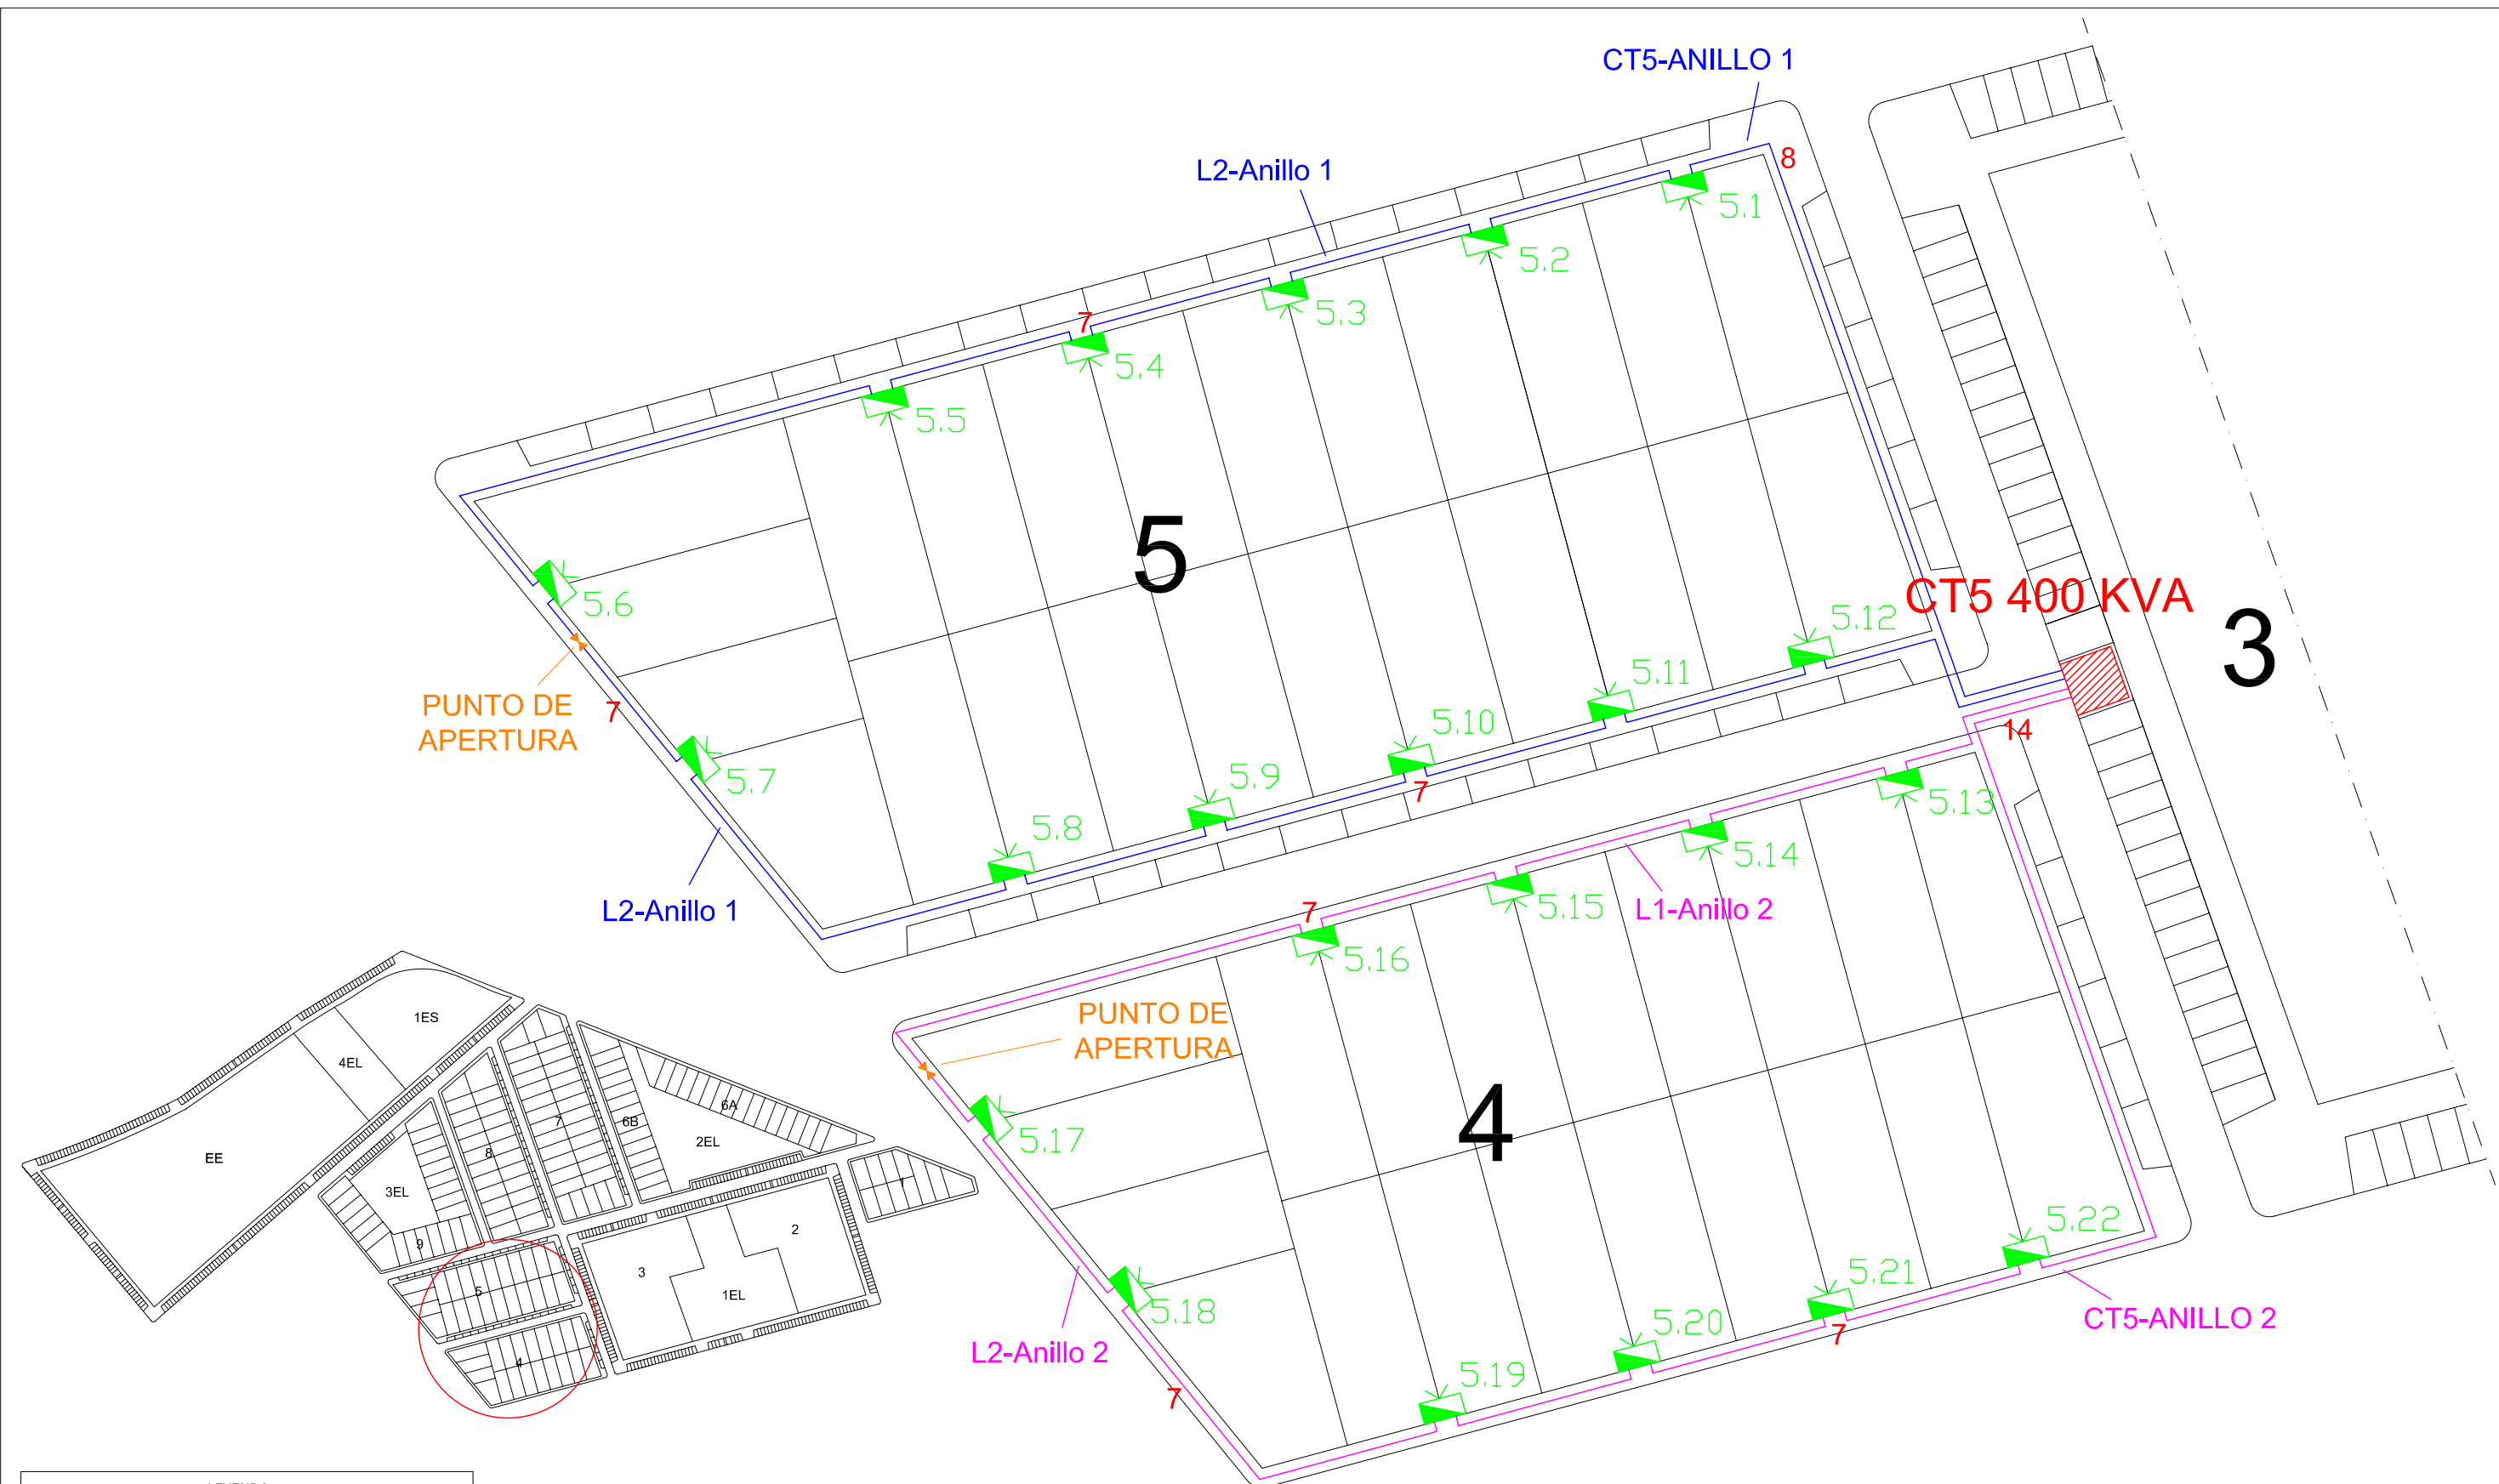 CT5-ANILLO 1
L2-Anillo 1
8
5.1
5.2
5.3
7
5.4
5.5
5
5.6
CT5 400 KVA
5.12
3
PUNTO DE
APERTURA
7
5.11
5.10
14
5.7
5.9
7
5.8
5.13
5.14
L2-Anillo 1
5.15
L1-Anillo 2
7
5.16
PUNTO DE
APERTURA
4
5.17
5.18
5.22
5.21
CT5-ANILLO 2
5.20
7
L2-Anillo 2
5.19
7
1ES
4EL
EE
6A
7
6B
2EL
8
3EL
1
2
9
3
5
1EL
4